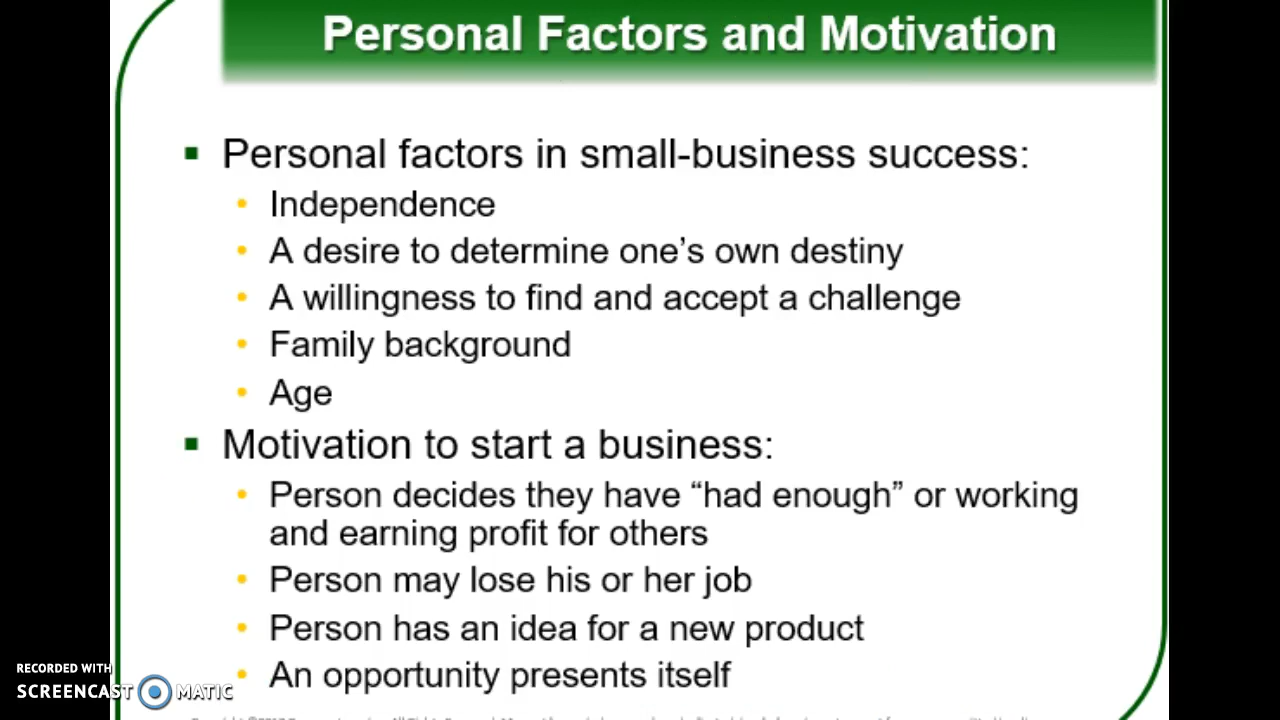 Personal Factors and Motivation
Personal factors in small-business success:
Independence
A desire to determine one’s own destiny
A willingness to find and accept a challenge
Family background
Age
Motivation to start a business:
Person decides they have “had enough” or working
and earning profit for others
Person may lose his or her job
Person has an idea for a new product
An opportunity presents itself
RECORDED WITH
SCREENCAST MATIC